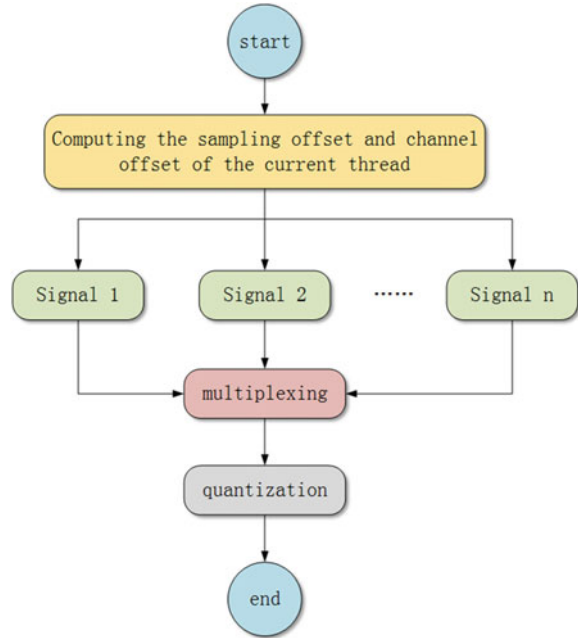 start
Computing the sampling offset and channel
offset of the current thread
Signal 1
Signal 2
……
Signal n
multiplexing
quantization
end